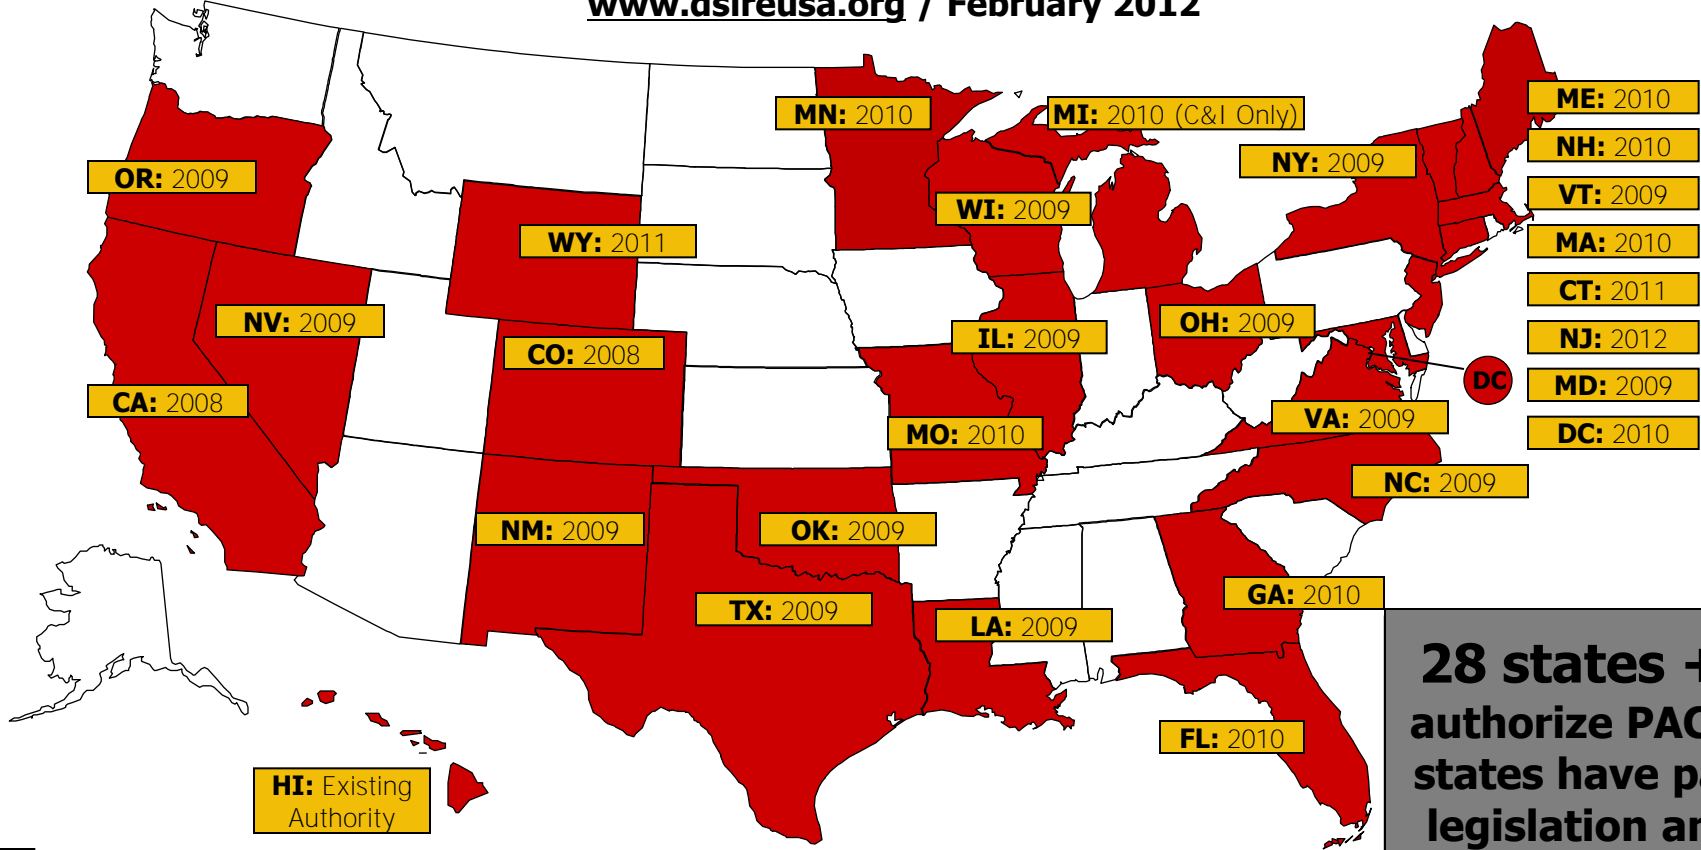 www.dsireusa.org / February 2012
MN: 2010
MI: 2010 (C&I Only)
ME: 2010
NH: 2010
NY: 2009
OR: 2009
VT: 2009
WI: 2009
WY: 2011
MA: 2010
CT: 2011
NV: 2009
OH: 2009
IL: 2009
NJ: 2012
CO: 2008
DC
MD: 2009
CA: 2008
VA: 2009
MO: 2010
DC: 2010
NC: 2009
NM: 2009
OK: 2009
GA: 2010
TX: 2009
LA: 2009
FL: 2010
HI: Existing
Authority
28 states +
authorize
states have
legislation